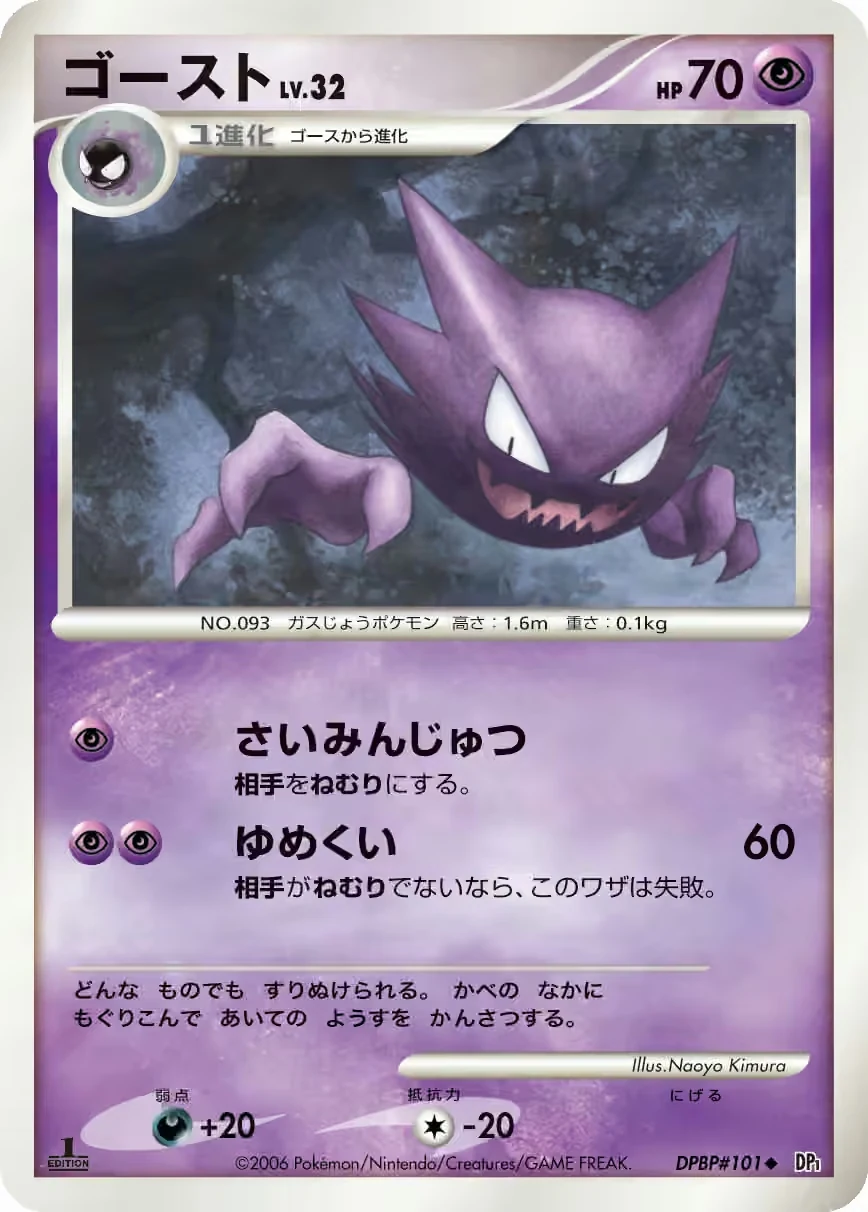 ゴースト LV.32 HP 70
1進化 ゴースから進化
NO.093 ガスじょうポケモン 高さ：1.6m 重さ：0.1kg
さいみんじゅつ
相手をねむりにする。
ゆめくい 60
相手がねむりでないなら、このワザは失敗。
どんな ものでも すりぬけられる。 かべの なかに
もぐりこんで あいての ようすを かんさつする。
Illus.Naoyo Kimura
弱点 抵抗力 にげる
+20 -20
1 EDITION ©2006 Pokémon/Nintendo/Creatures/GAME FREAK. DPBP#101◆ DP1